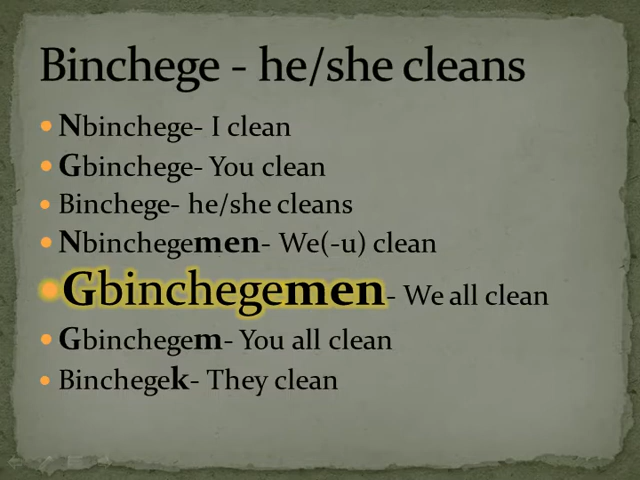 Binchege - he/she cleans
• Nbinchege- I clean
• Gbinchege- You clean
• Binchege- he/she cleans
• Nbinchegemen- We(-u) clean
• Gbinchegemen- We all clean
• Gbinchegem- You all clean
• Binchegek- They clean